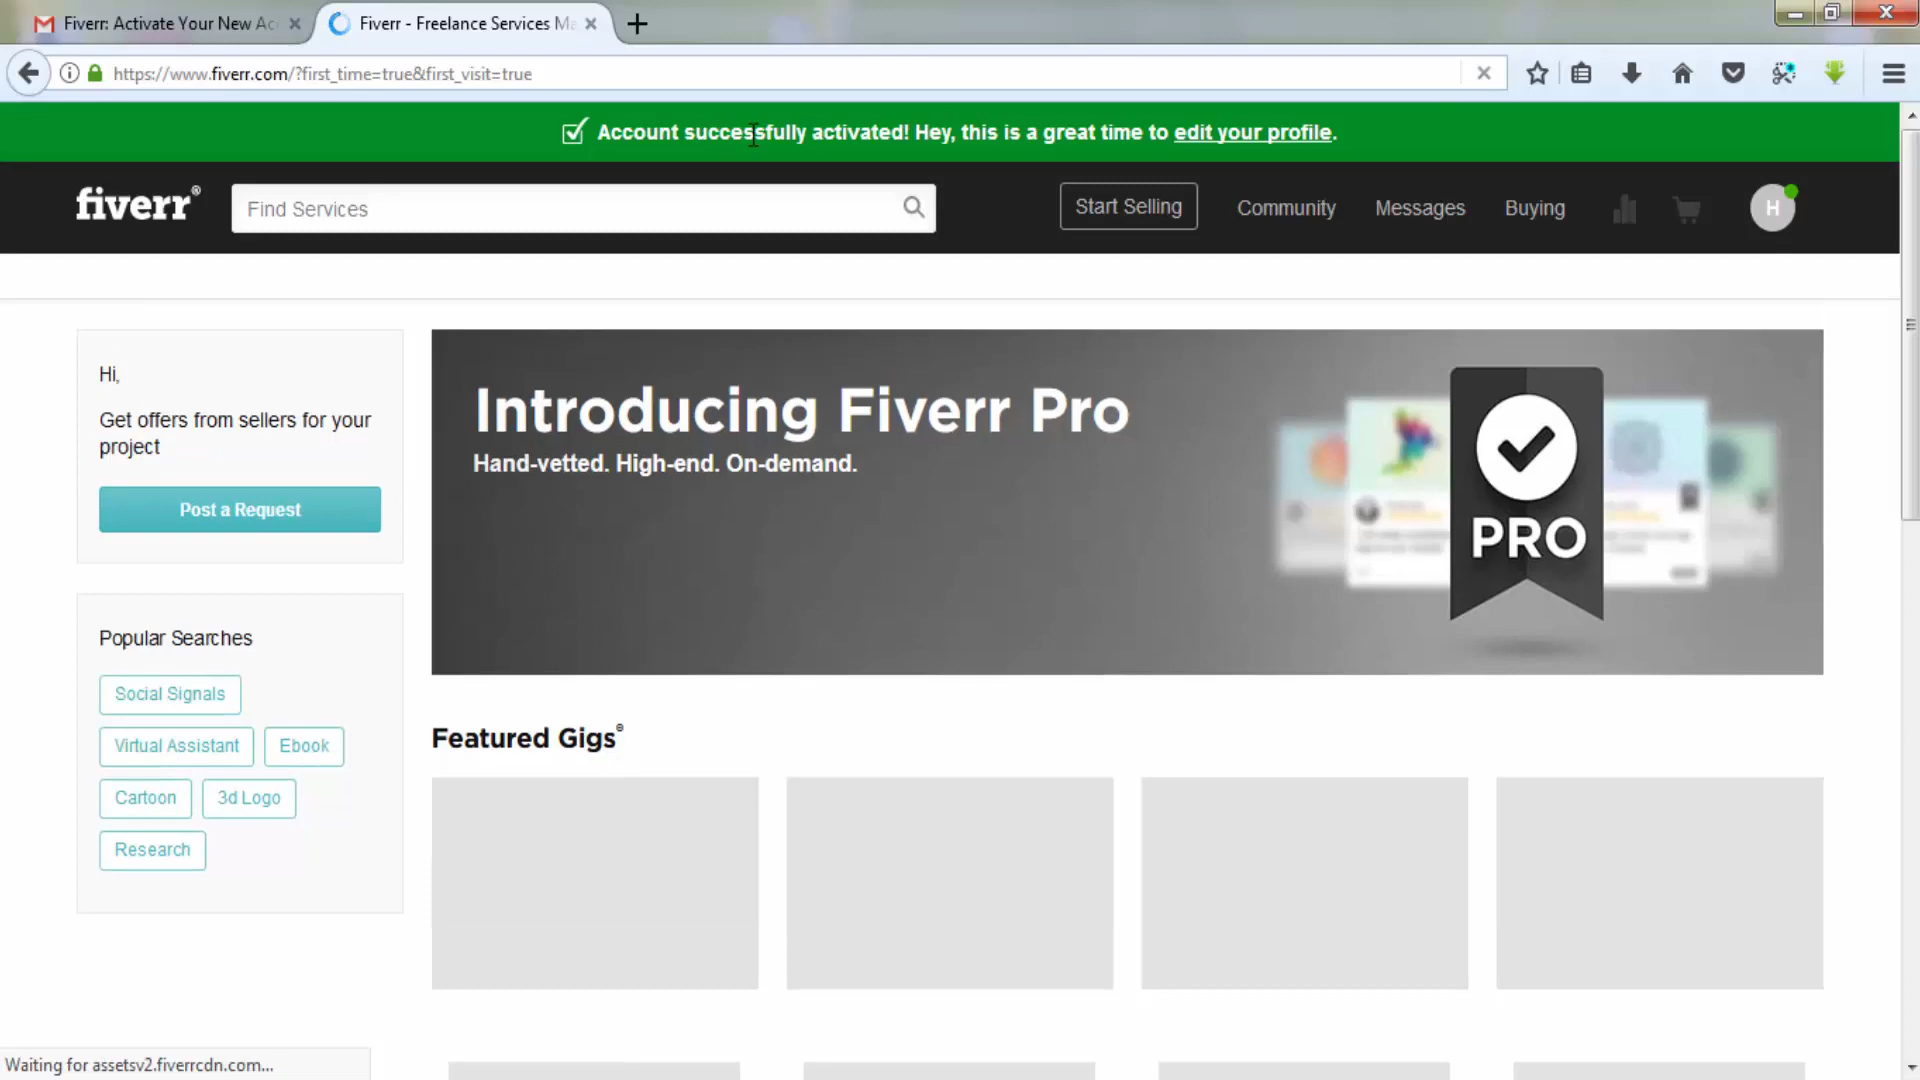 Fiverr: Activate Your New Acc
Fiverr - Freelance Services Ma
https://www.fiverr.com/?first_time=true&first_visit=true
Account successfully activated! Hey, this is a great time to edit your profile.
fiverr®
Find Services
Start Selling
Community
Messages
Buying
H
Hi,
Get offers from sellers for your
project
Post a Request
Introducing Fiverr Pro
Hand-vetted. High-end. On-demand.
PRO
Popular Searches
Social Signals
Virtual Assistant
Ebook
Cartoon
3d Logo
Research
Featured Gigs®
Waiting for assetsv2.fiverrcdn.com...